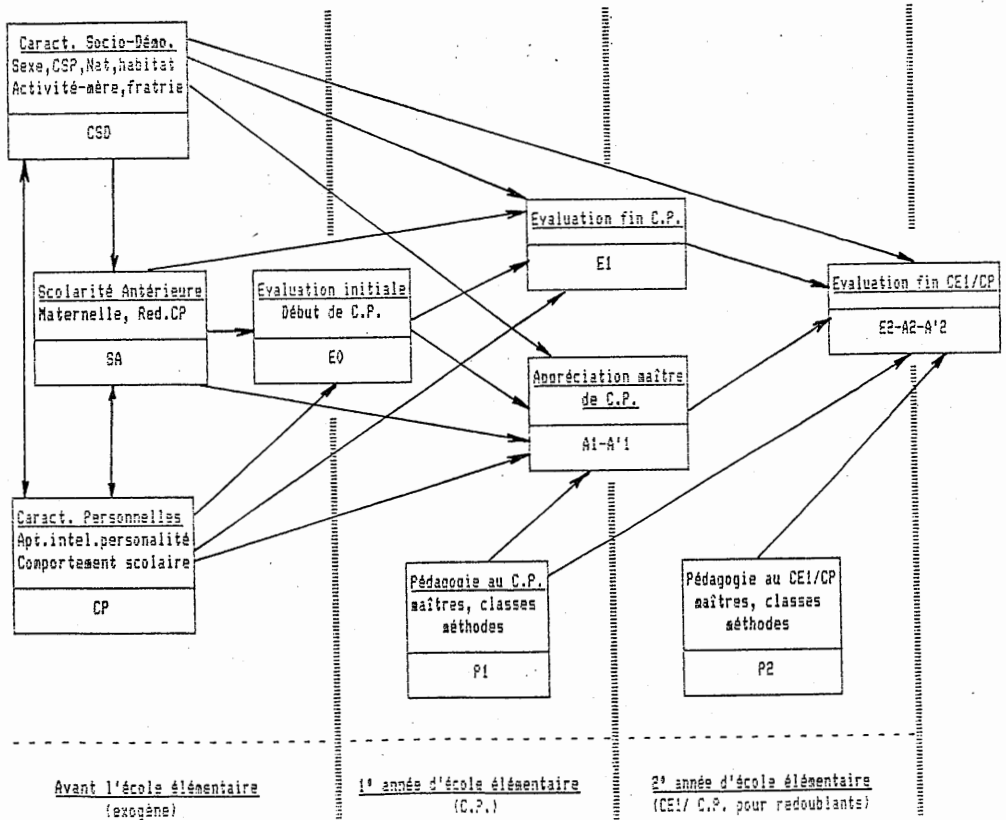 Caract. Socio-Démo.
Sexe,CSP,Nat,habitat
Activité-mère,fratrie
CSD
Evaluation fin C.P.
E1
Scolarité Antérieure
Maternelle, Red.CP
SA
Evaluation initiale
Début de C.P.
E0
Evaluation fin CE1/CP
E2-A2-A'2
Appréciation maître
de C.P.
A1-A'1
Caract. Personnelles
Apt.intel.personalité
Comportement scolaire
CP
Pédagogie au C.P.
maîtres, classes
méthodes
P1
Pédagogie au CE1/CP
maîtres, classes
méthodes
P2
Avant l'école élémentaire
(exogène)
1° année d'école élémentaire
(C.P.)
2° année d'école élémentaire
(CE1/ C.P. pour redoublants)